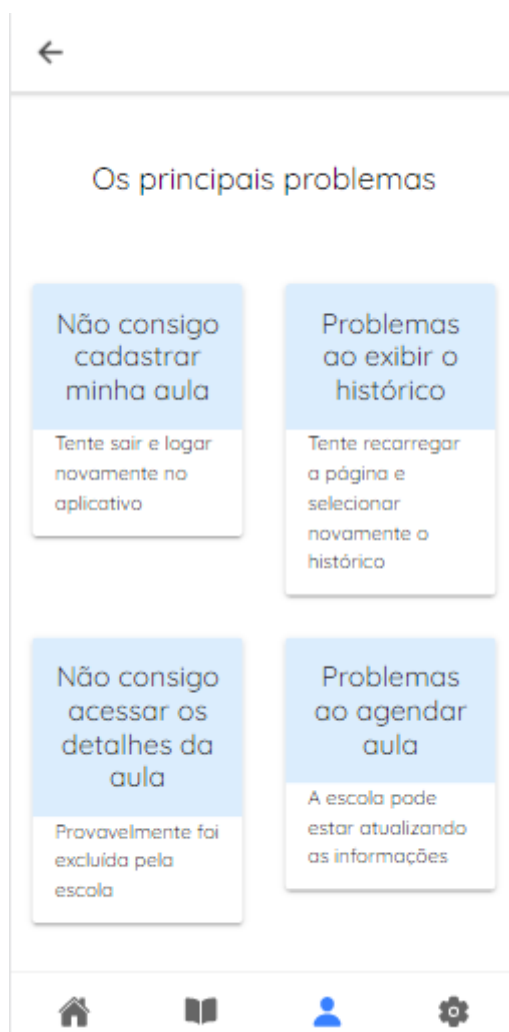 Os principais problemas
Não consigo
cadastrar
minha aula
Tente sair e logar
novamente no
aplicativo
Problemas
ao exibir o
histórico
Tente recarregar
a página e
selecionar
novamente o
histórico
Não consigo
acessar os
detalhes da
aula
Provavelmente foi
excluída pela
escola
Problemas
ao agendar
aula
A escola pode
estar atualizando
as informações